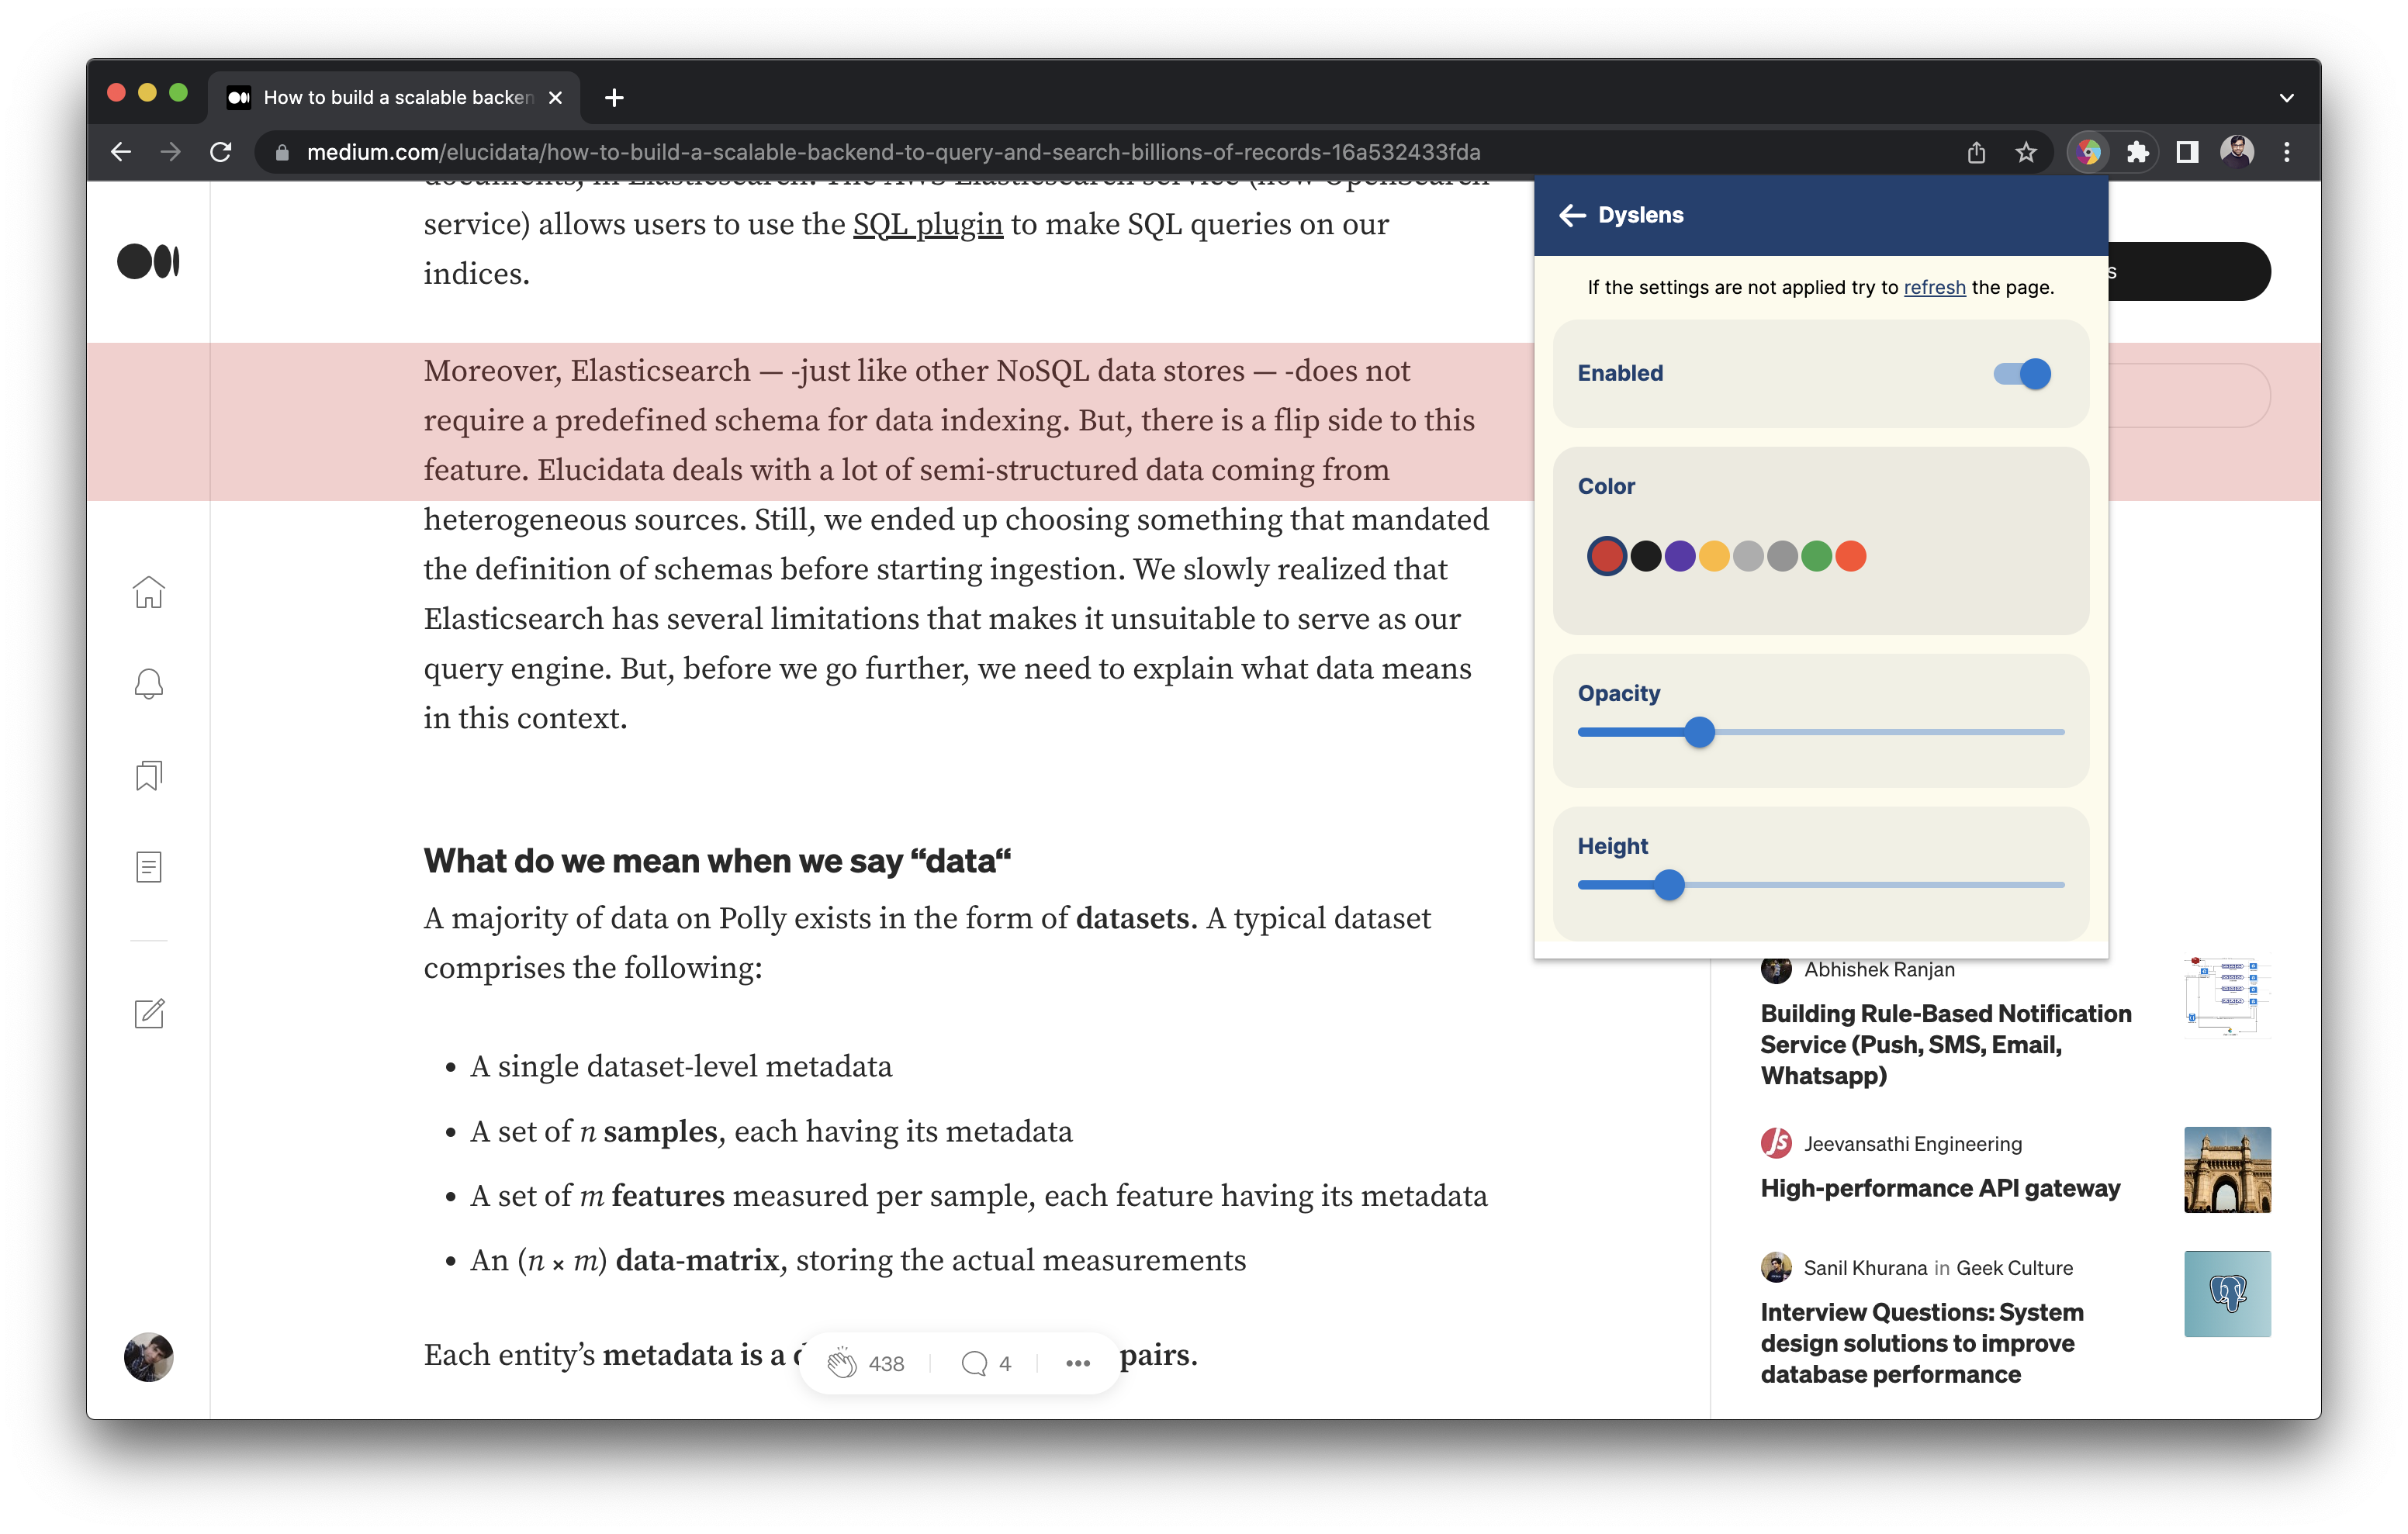 How to build a scalable backen
medium.com/elucidata/how-to-build-a-scalable-backend-to-query-and-search-billions-of-records-16a532433fda
documents, in Elasticsearch. The AWS Elasticsearch service (now OpenSearch
service) allows users to use the SQL plugin to make SQL queries on our
indices.
Moreover, Elasticsearch — -just like other NoSQL data stores — -does not
require a predefined schema for data indexing. But, there is a flip side to this
feature. Elucidata deals with a lot of semi-structured data coming from
heterogeneous sources. Still, we ended up choosing something that mandated
the definition of schemas before starting ingestion. We slowly realized that
Elasticsearch has several limitations that makes it unsuitable to serve as our
query engine. But, before we go further, we need to explain what data means
in this context.
What do we mean when we say “data“
A majority of data on Polly exists in the form of datasets. A typical dataset
comprises the following:
• A single dataset-level metadata
• A set of n samples, each having its metadata
• A set of m features measured per sample, each feature having its metadata
• An (n × m) data-matrix, storing the actual measurements
Each entity’s metadata is a
pairs.
438
4
Dyslens
If the settings are not applied try to refresh the page.
Enabled
Color
Opacity
Height
s
Abhishek Ranjan
Building Rule-Based Notification
Service (Push, SMS, Email,
Whatsapp)
Js Jeevansathi Engineering
High-performance API gateway
Sanil Khurana in Geek Culture
Interview Questions: System
design solutions to improve
database performance